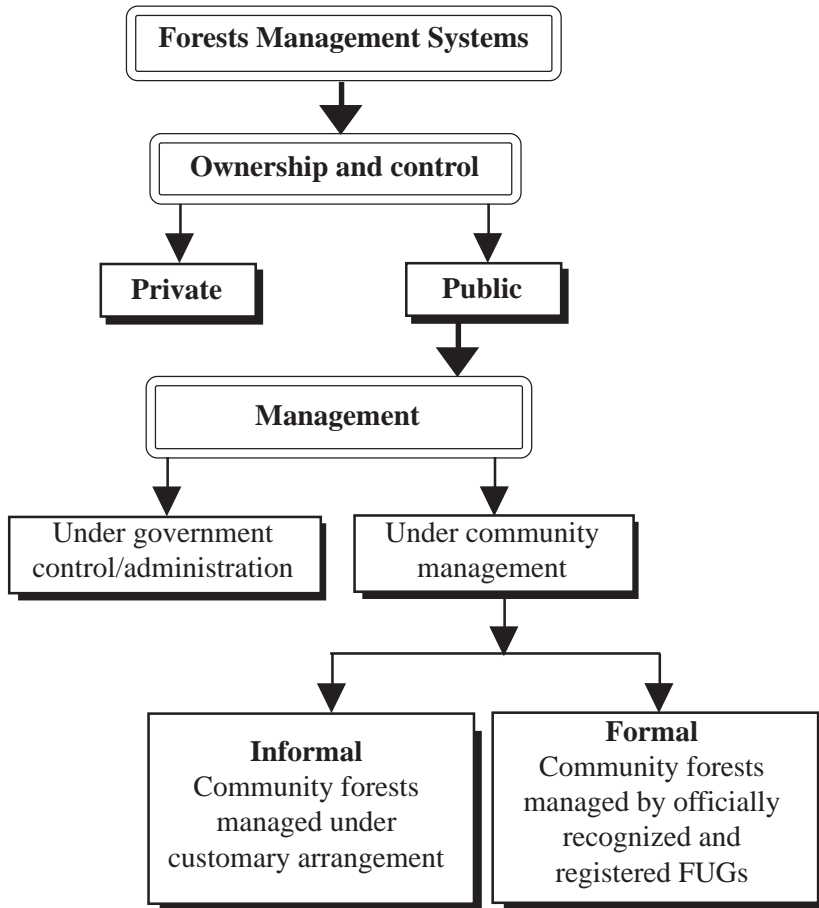 Forests Management Systems
Ownership and control
Private
Public
Management
Under government
control/administration
Under community
management
Informal
Community forests
managed under
customary arrangement
Formal
Community forests
managed by officially
recognized and
registered FUGs